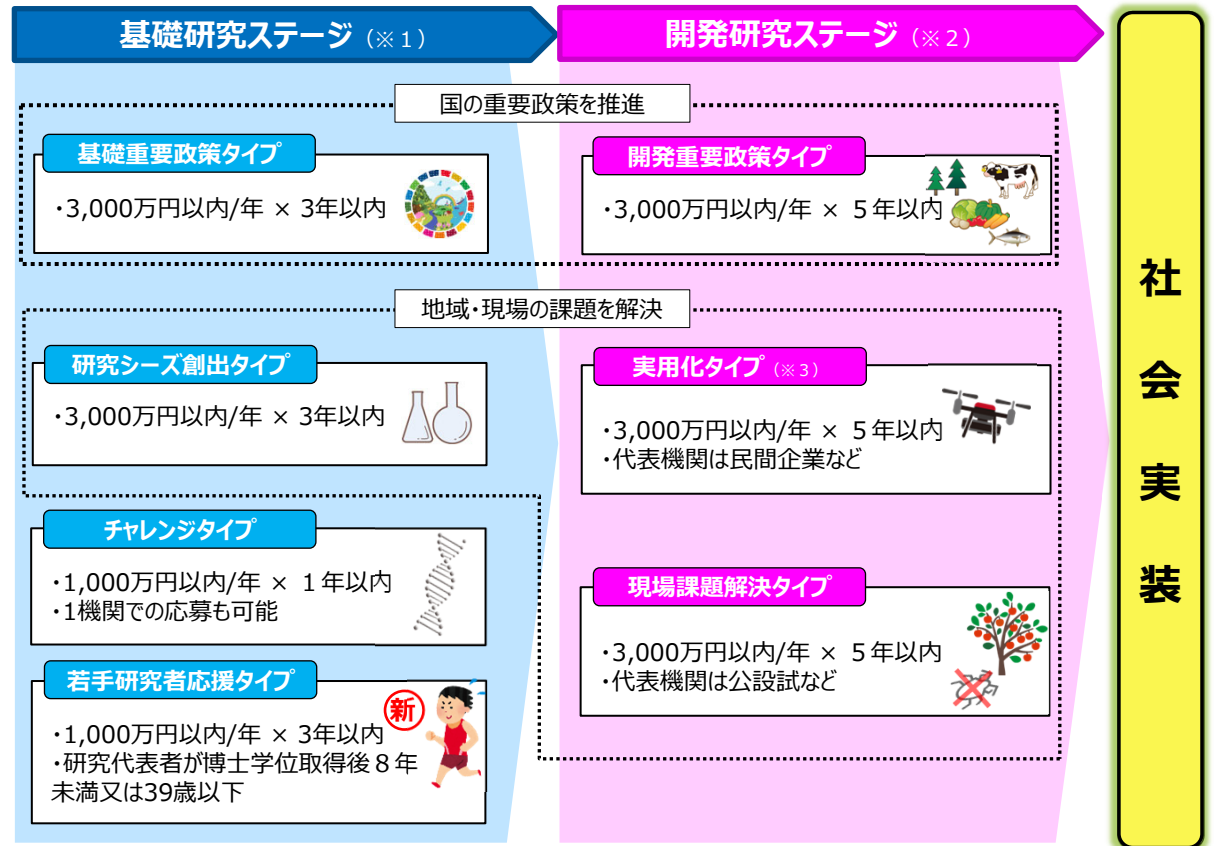 基礎研究ステージ（※１）
開発研究ステージ（※２）
国の重要政策を推進
基礎重要政策タイプ
・3,000万円以内/年 × 3年以内
開発重要政策タイプ
・3,000万円以内/年 × ５年以内
地域・現場の課題を解決
研究シーズ創出タイプ
・3,000万円以内/年 × 3年以内
実用化タイプ（※３）
・3,000万円以内/年 × ５年以内
・代表機関は民間企業など
チャレンジタイプ
・1,000万円以内/年 × １年以内
・1機関での応募も可能
現場課題解決タイプ
・3,000万円以内/年 × ５年以内
・代表機関は公設試など
若手研究者応援タイプ
新
・1,000万円以内/年 × 3年以内
・研究代表者が博士学位取得後８年
未満又は39歳以下
社会実装